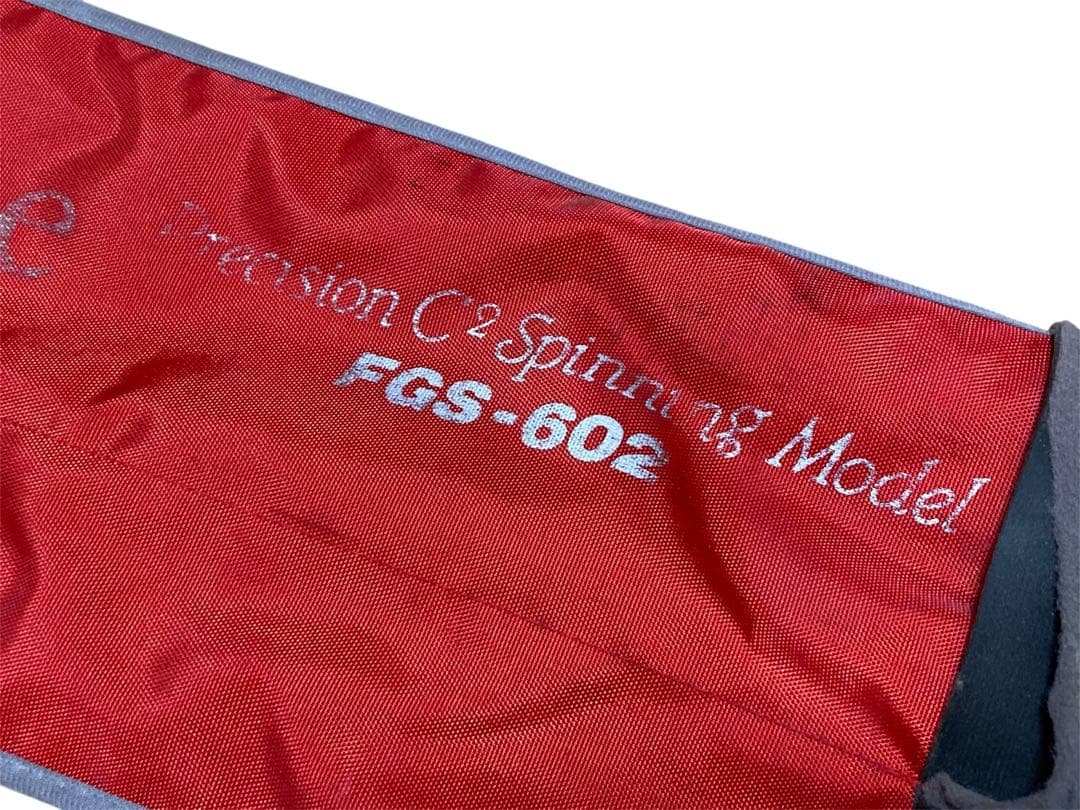 e Precision C² Spinning Model
FGS-602